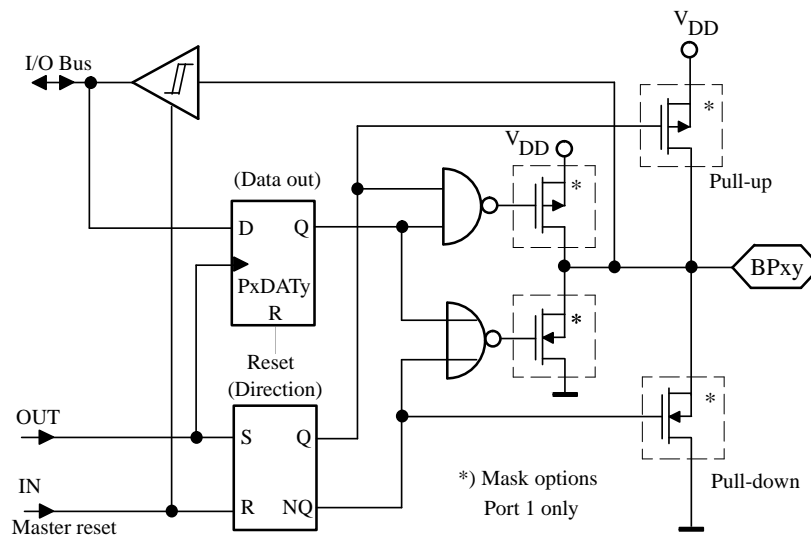 V
DD
I/O Bus
*
V
DD
*
Pull-up
(Data out)
D
Q
PxDATy
R
BPxy
*
Reset
(Direction)
*
OUT
S
Q
IN
R
NQ
Master reset
*) Mask options
Port 1 only
Pull-down